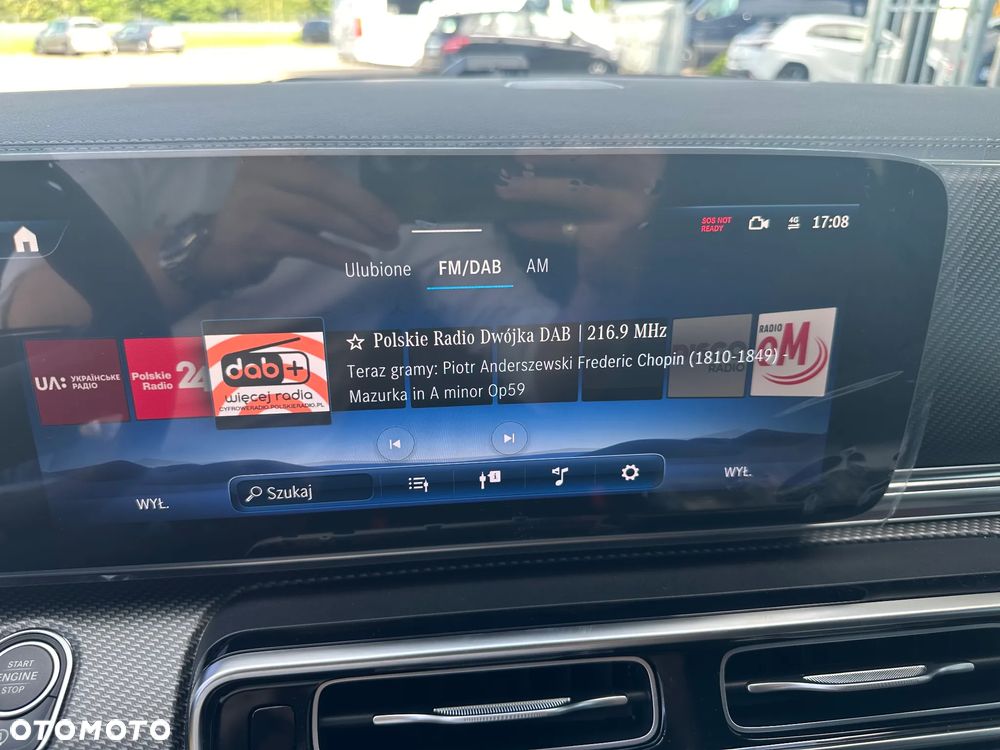 SOS NOT
READY
4G
17:08
Ulubione
FM/DAB
AM
UA: УКРАЇНСЬКЕ
РАДІО
Polskie
Radio 24
dab+
więcej radia
CYFROWERADIO.POLSKIERADIO.PL
Polskie Radio Dwójka DAB | 216.9 MHz
Teraz gramy: Piotr Anderszewski Frederic Chopin (1810-1849) -
Mazurka in A minor Op59
RADIO
RADIO
WYŁ.
Szukaj
WYŁ.
START
ENGINE
STOP
OTOMOTO